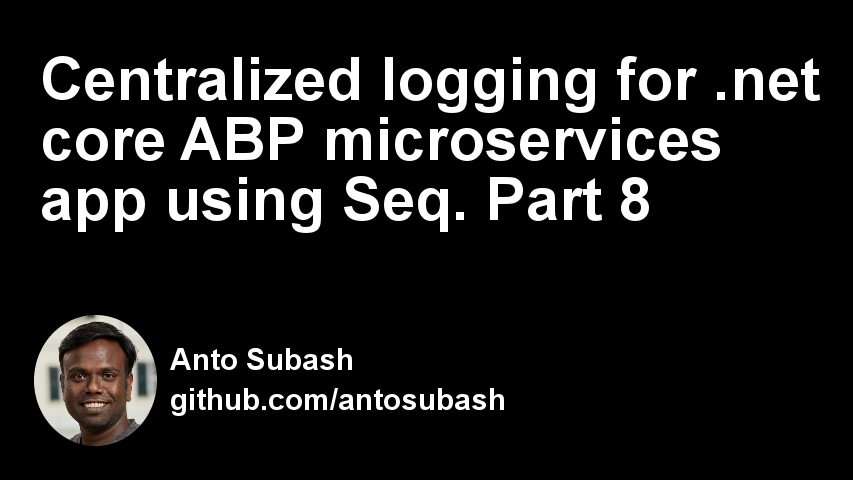 Centralized logging for .net
core ABP microservices
app using Seq. Part 8
Anto Subash
github.com/antosubash